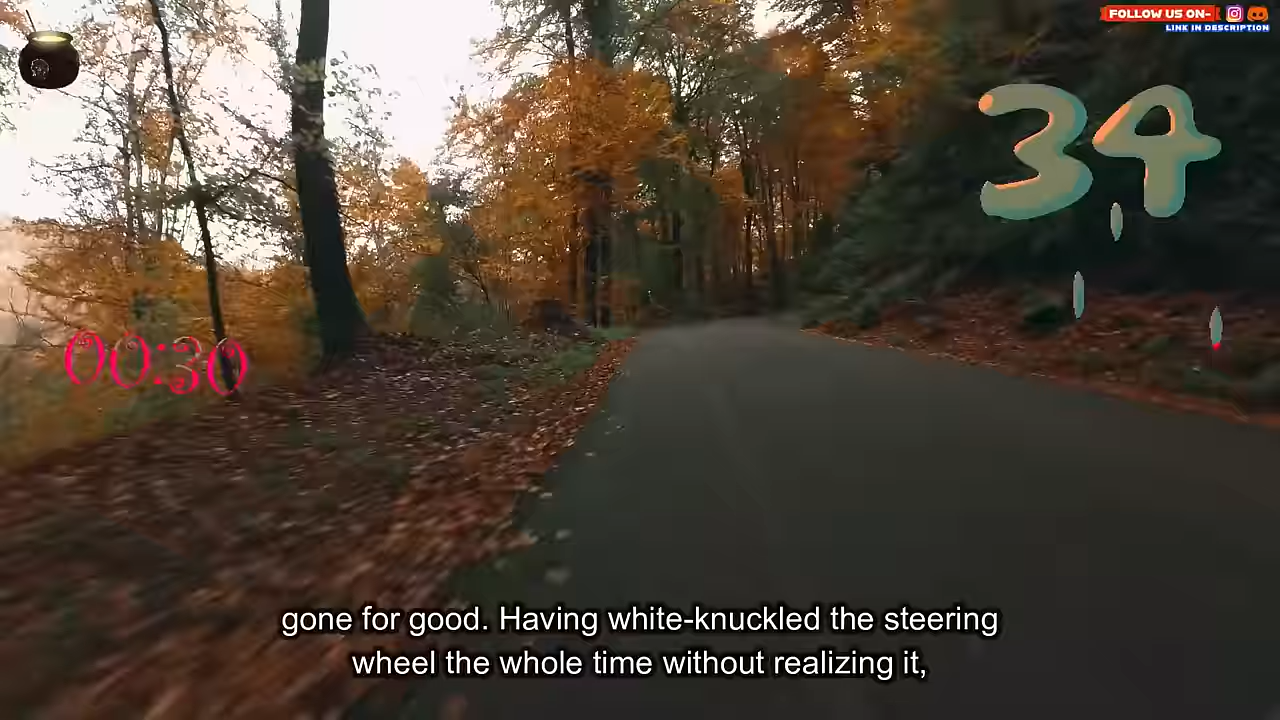 FOLLOW US ON-
LINK IN DESCRIPTION
34
00:30
gone for good. Having white-knuckled the steering
wheel the whole time without realizing it,